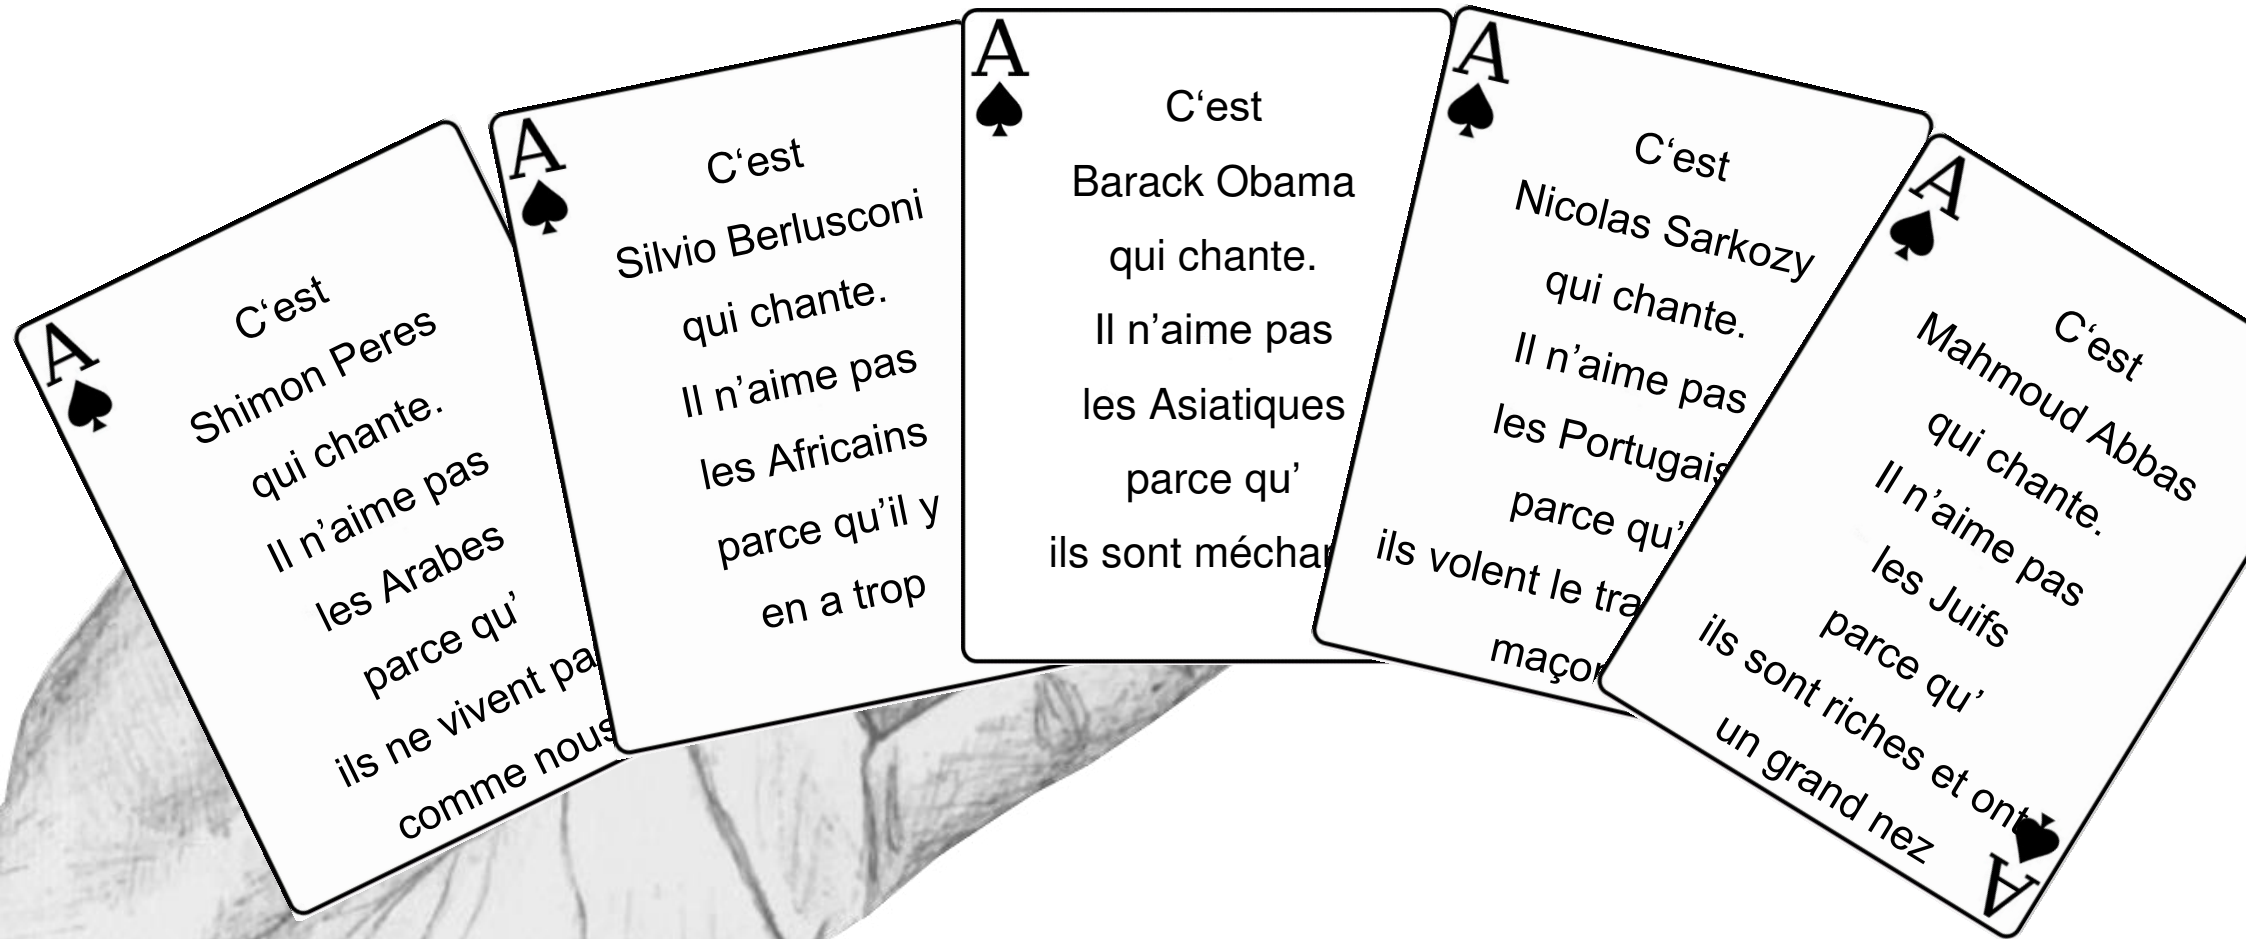 A
C‘est
Shimon Peres
qui chante.
Il n’aime pas
les Arabes
parce qu’
ils ne vivent pa
comme nous
A
C‘est
Silvio Berlusconi
qui chante.
Il n’aime pas
les Africains
parce qu’il y
en a trop
A
C‘est
Barack Obama
qui chante.
Il n’aime pas
les Asiatiques
parce qu’
ils sont méchan
A
C‘est
Nicolas Sarkozy
qui chante.
Il n’aime pas
les Portugais
parce qu’
ils volent le tra
maçon
A
C‘est
Mahmoud Abbas
qui chante.
Il n’aime pas
les Juifs
parce qu’
ils sont riches et ont
un grand nez
A